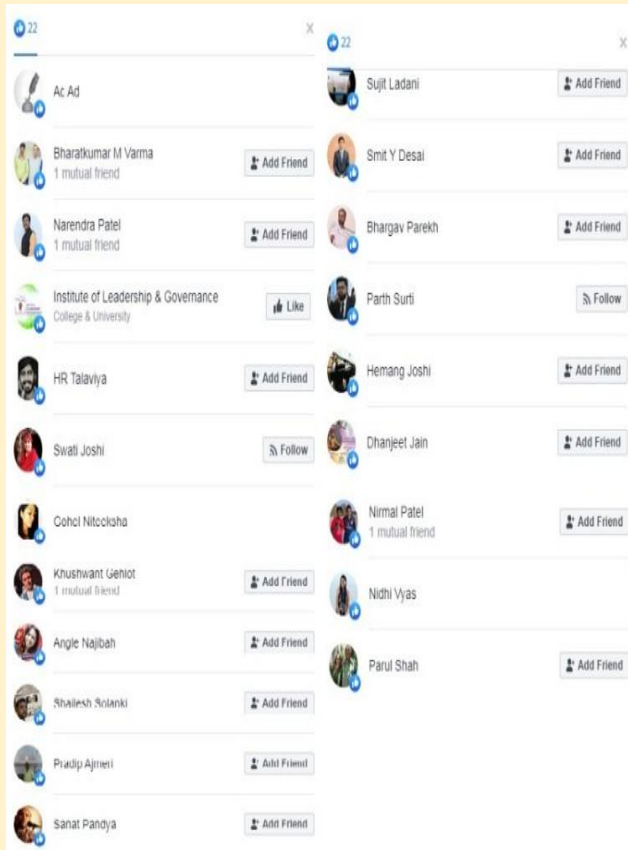 22
X
Ac Ad
Bharatkumar M Varma
1 mutual friend
Add Friend
Narendra Patel
1 mutual friend
Add Friend
Institute of Leadership & Governance
College & University
Like
HR Talaviya
Add Friend
Swati Joshi
Follow
Gohel Niteeksha
Khushwant Gehlot
1 mutual friend
Add Friend
Angle Najibah
Add Friend
Shailesh Solanki
Add Friend
Pradip Ajmeri
Add Friend
Sanat Pandya
Add Friend
22
X
Sujit Ladani
Add Friend
Smit Y Desai
Add Friend
Bhargav Parekh
Add Friend
Parth Surti
Follow
Hemang Joshi
Add Friend
Dhanjeet Jain
Add Friend
Nirmal Patel
1 mutual friend
Add Friend
Nidhi Vyas
Parul Shah
Add Friend